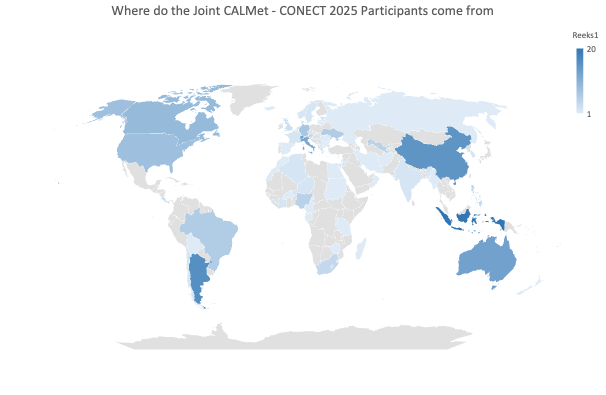 Where do the Joint CALMet - CONECT 2025 Participants come from
Reeks1
20
1